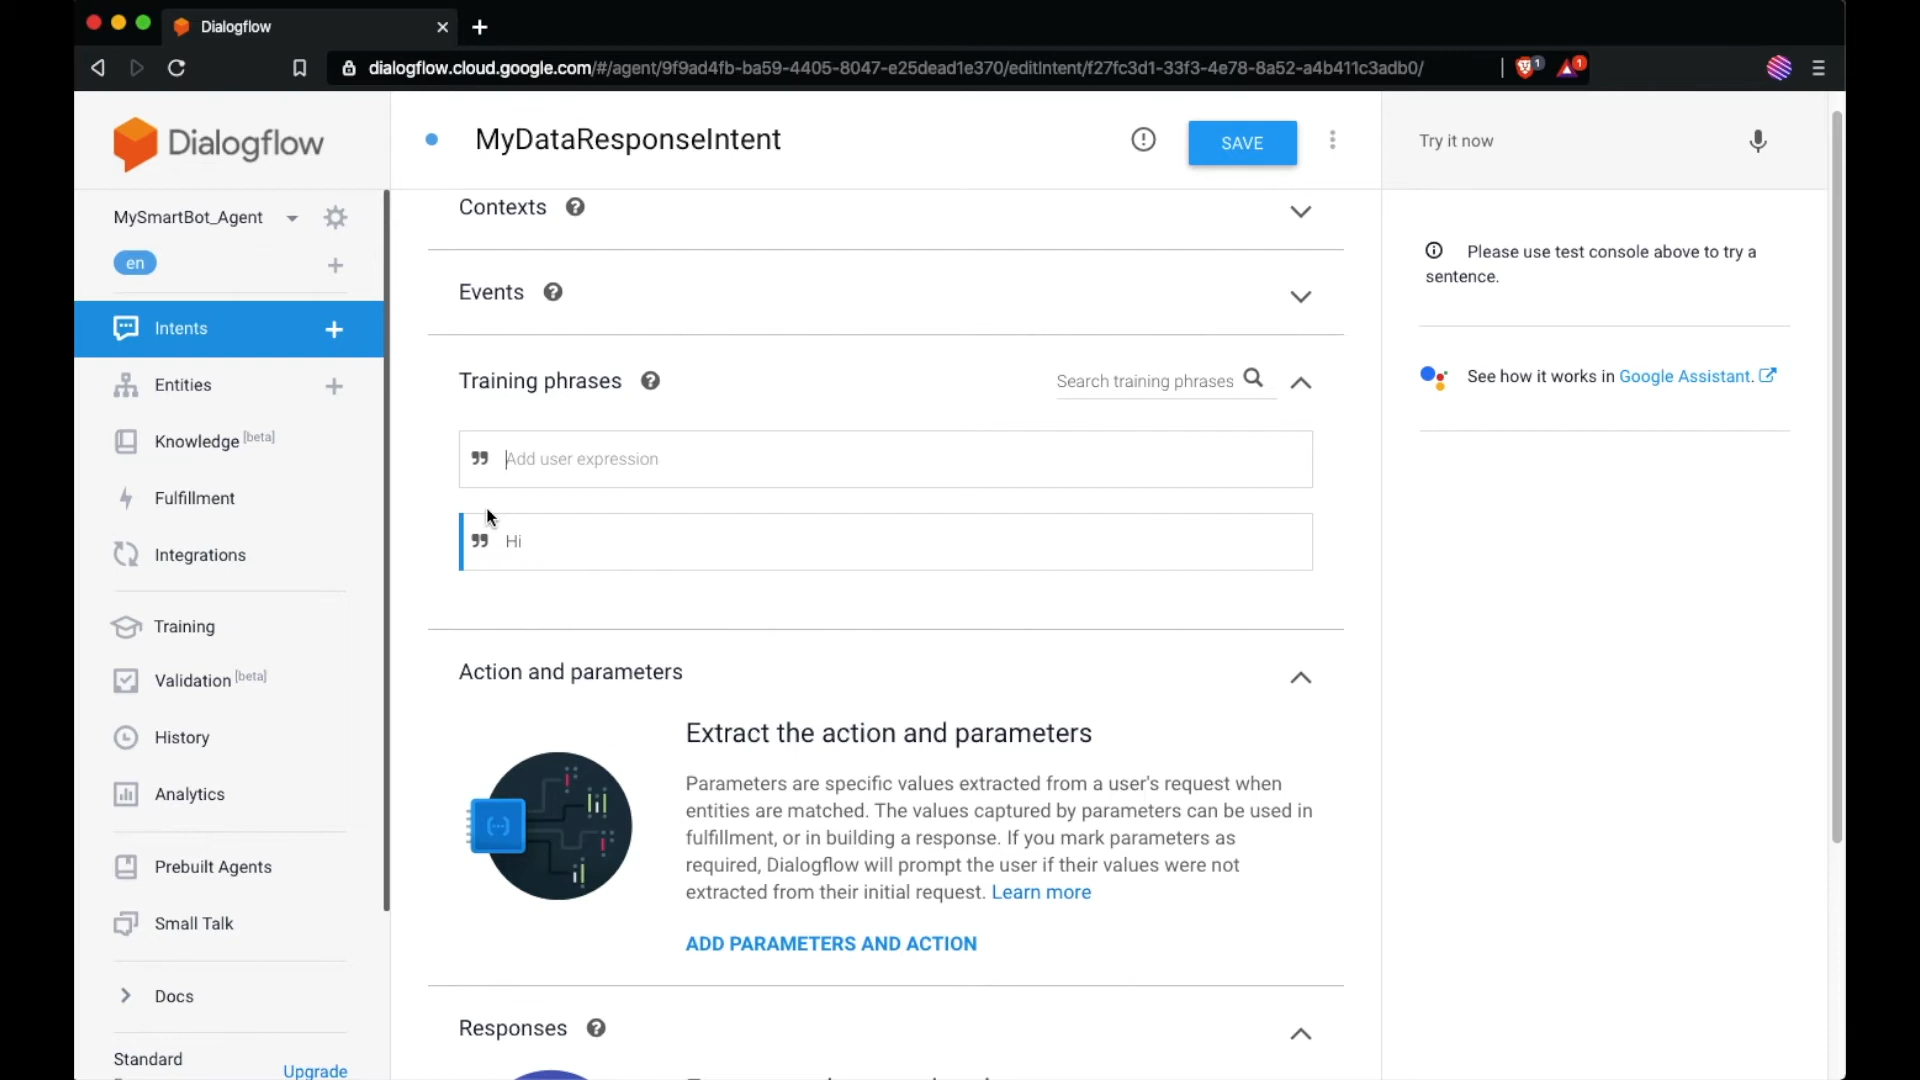 Dialogflow
dialogflow.cloud.google.com/#/agent/9f9ad4fb-ba59-4405-8047-e25dead1e370/editIntent/f27fc3d1-33f3-4e78-8a52-a4b411c3adb0/
1
1
Dialogflow
MySmartBot_Agent
en
Intents
Entities
Knowledge [beta]
Fulfillment
Integrations
Training
Validation [beta]
History
Analytics
Prebuilt Agents
Small Talk
Docs
Standard
Upgrade
MyDataResponseIntent
SAVE
Contexts
Events
Training phrases
Search training phrases
Add user expression
Hi
Action and parameters
Extract the action and parameters
Parameters are specific values extracted from a user's request when
entities are matched. The values captured by parameters can be used in
fulfillment, or in building a response. If you mark parameters as
required, Dialogflow will prompt the user if their values were not
extracted from their initial request. Learn more
ADD PARAMETERS AND ACTION
Responses
Try it now
Please use test console above to try a
sentence.
See how it works in Google Assistant.